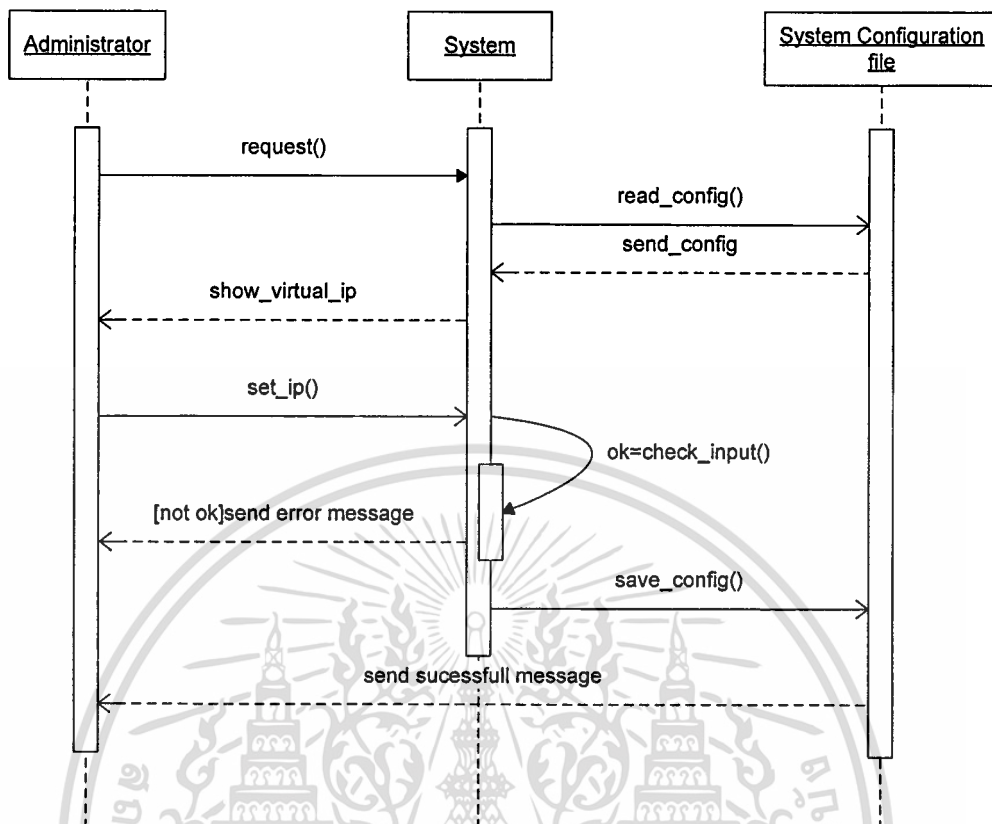 Administrator
System
System Configuration
file
request()
read_config()
send_config
show_virtual_ip
set_ip()
ok=check_input()
[not ok]send error message
save_config()
send sucessfull message